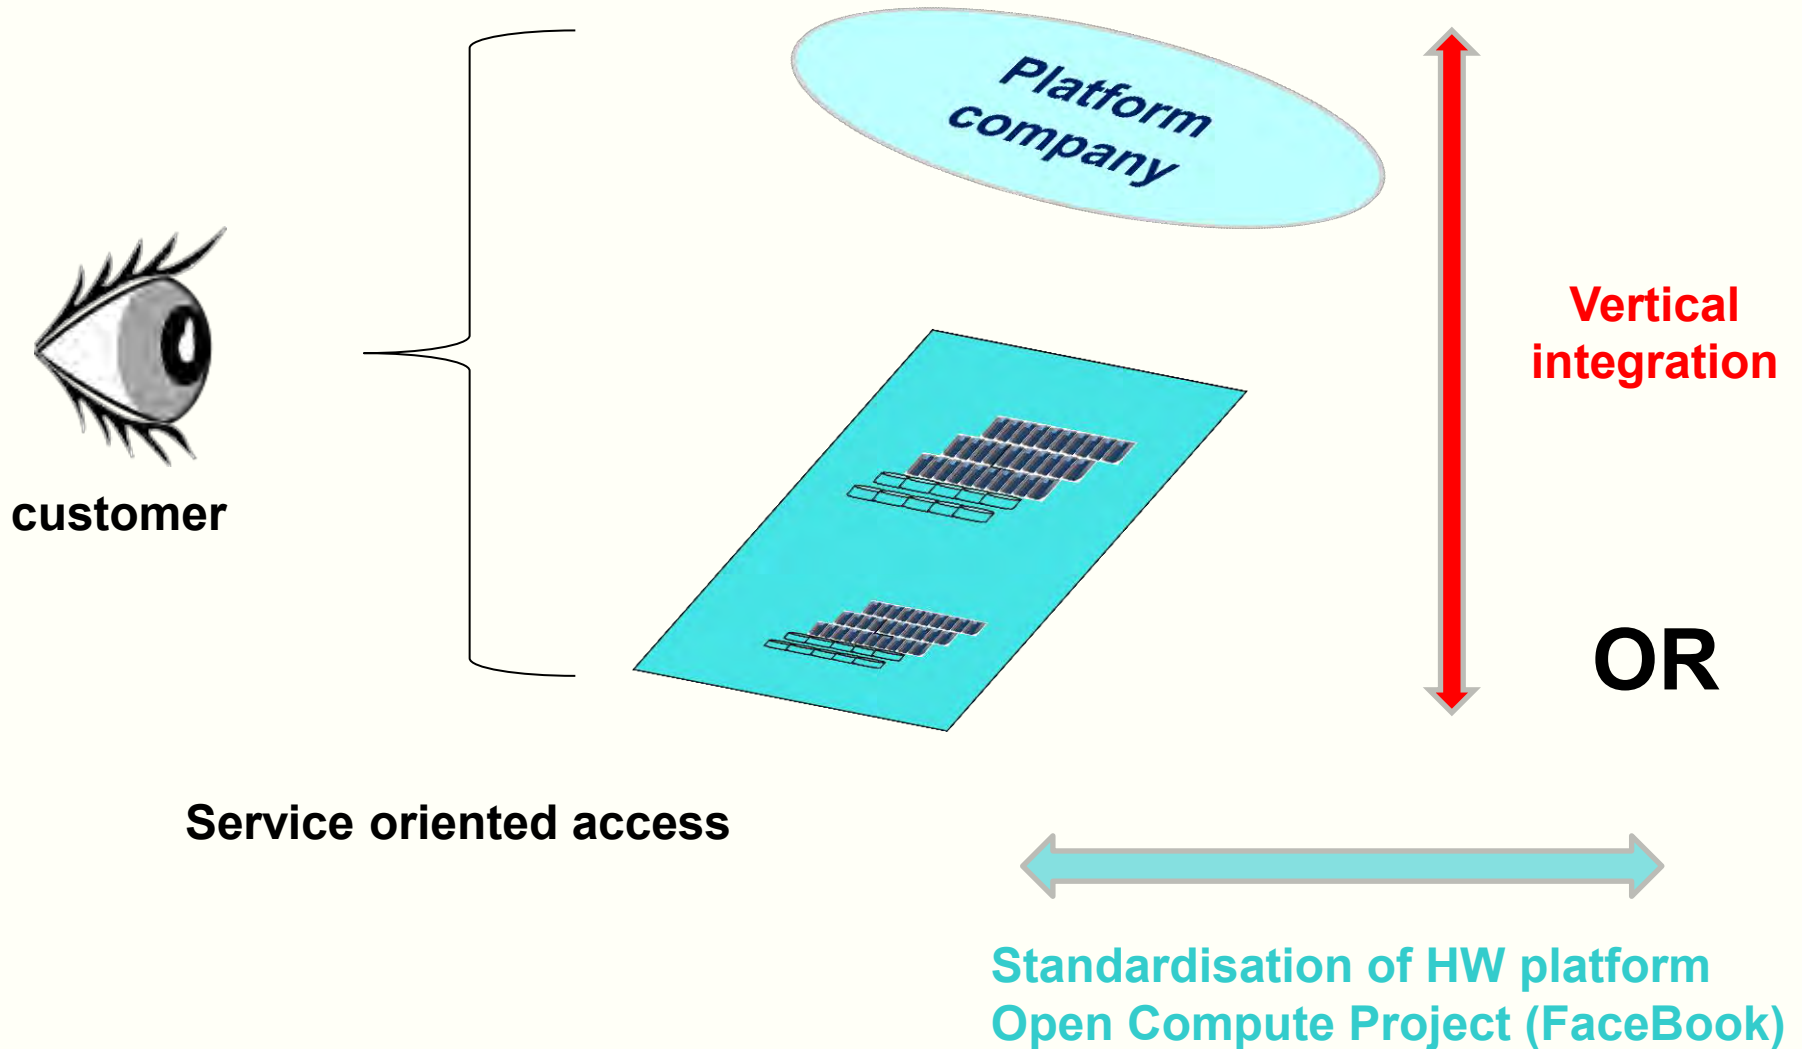 Platform
company
Vertical
integration
customer
OR
Service oriented access
Standardisation of HW platform
Open Compute Project (FaceBook)